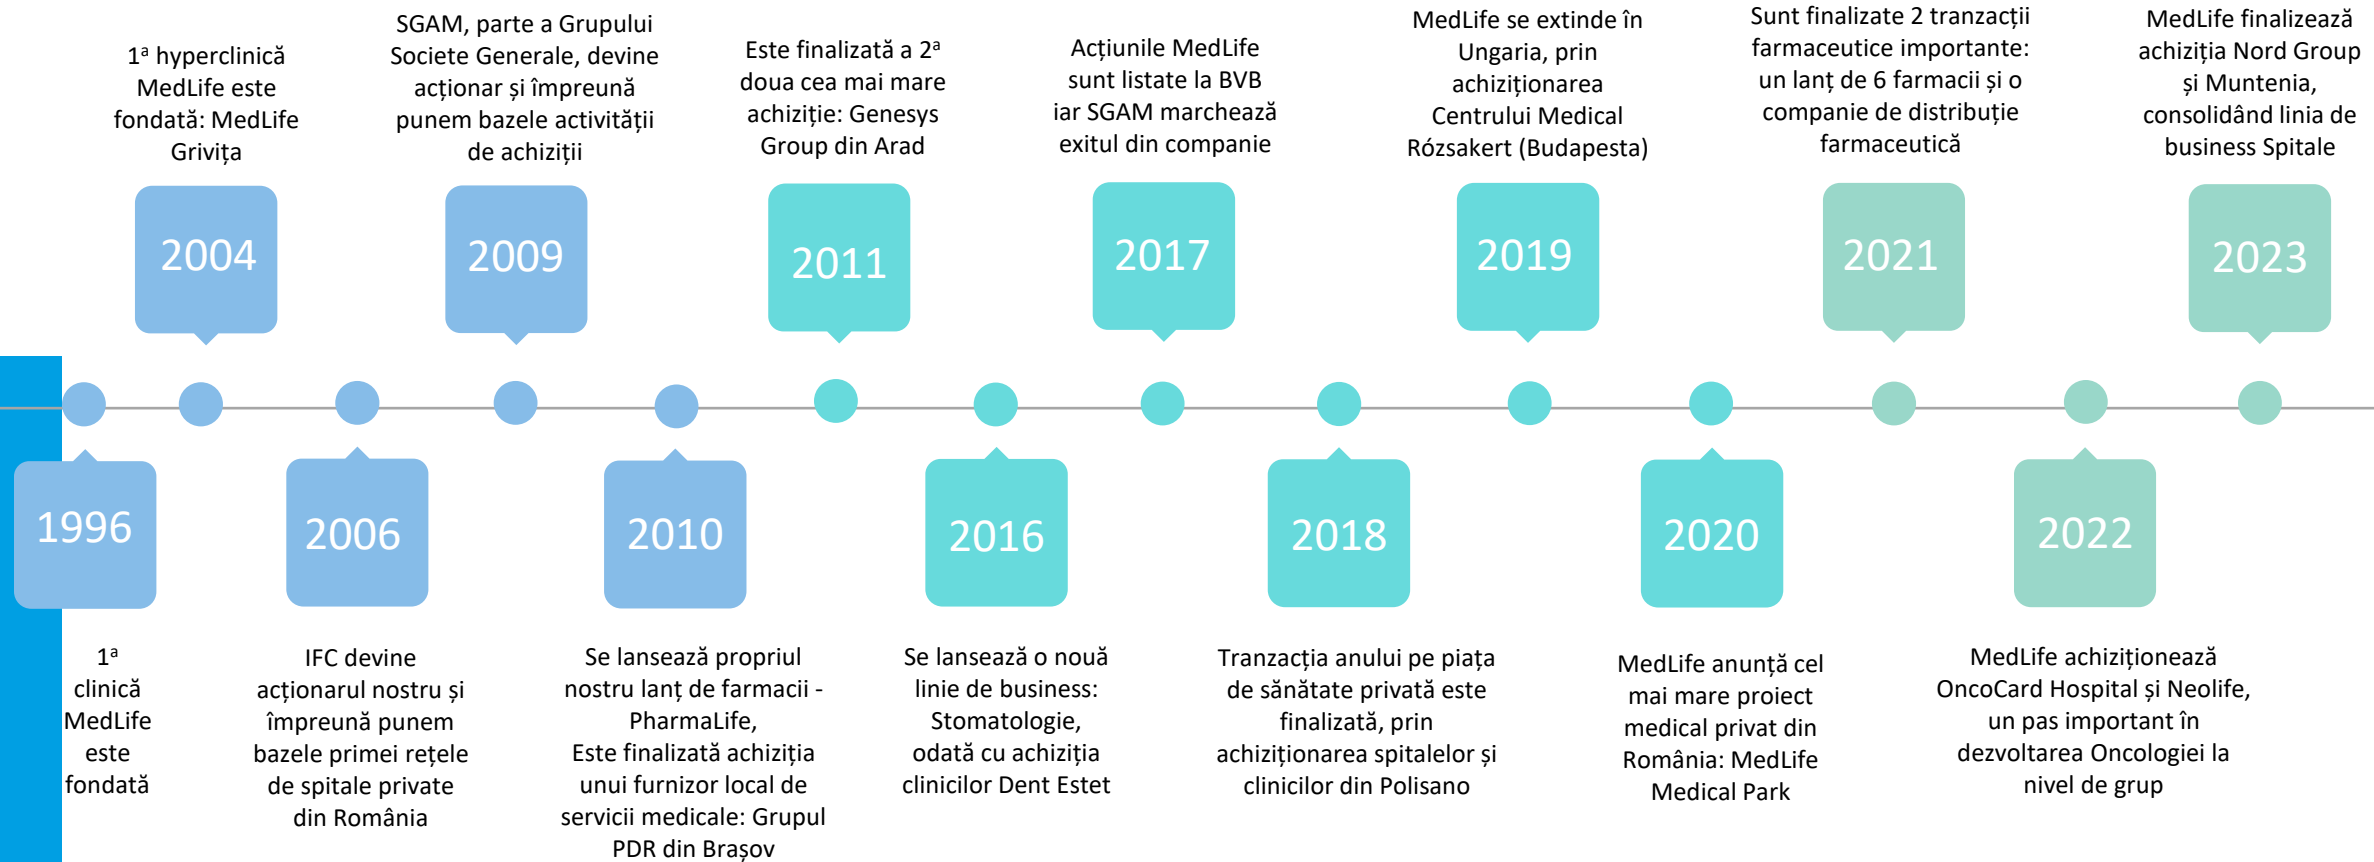 1ᵃ hyperclinică
MedLife este
fondată: MedLife
Grivița
SGAM, parte a Grupului
Societe Generale, devine
acționar și împreună
punem bazele activității
de achiziții
Este finalizată a 2ᵃ
doua cea mai mare
achiziție: Genesys
Group din Arad
Acțiunile MedLife
sunt listate la BVB
iar SGAM marchează
exitul din companie
MedLife se extinde în
Ungaria, prin
achiziționarea
Centrului Medical
Rózsakert (Budapesta)
Sunt finalizate 2 tranzacții
farmaceutice importante:
un lanț de 6 farmacii și o
companie de distribuție
farmaceutică
MedLife finalizează
achiziția Nord Group
și Muntenia,
consolidând linia de
business Spitale
2004
2009
2011
2017
2019
2021
2023
1996
2006
2010
2016
2018
2020
2022
1ᵃ
clinică
MedLife
este
fondată
IFC devine
acționarul nostru și
împreună punem
bazele primei rețele
de spitale private
din România
Se lansează propriul
nostru lanț de farmacii -
PharmaLife,
Este finalizată achiziția
unui furnizor local de
servicii medicale: Grupul
PDR din Brașov
Se lansează o nouă
linie de business:
Stomatologie,
odată cu achiziția
clinicilor Dent Estet
Tranzacția anului pe piața
de sănătate privată este
finalizată, prin
achiziționarea spitalelor și
clinicilor din Polisano
MedLife anunță cel
mai mare proiect
medical privat din
România: MedLife
Medical Park
MedLife achiziționează
OncoCard Hospital și Neolife,
un pas important în
dezvoltarea Oncologiei la
nivel de grup